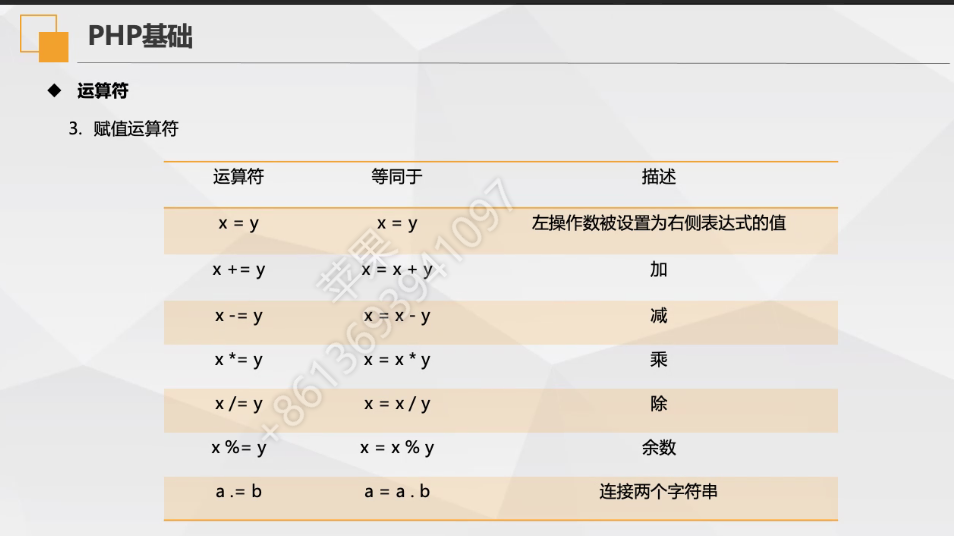 PHP基础
◆ 运算符
3. 赋值运算符
运算符 等同于 描述
x = y x = y 左操作数被设置为右侧表达式的值
x += y x = x + y 加
x -= y x = x - y 减
x *= y x = x * y 乘
x /= y x = x / y 除
x %= y x = x % y 余数
a .= b a = a . b 连接两个字符串
苹果
+8613693941097